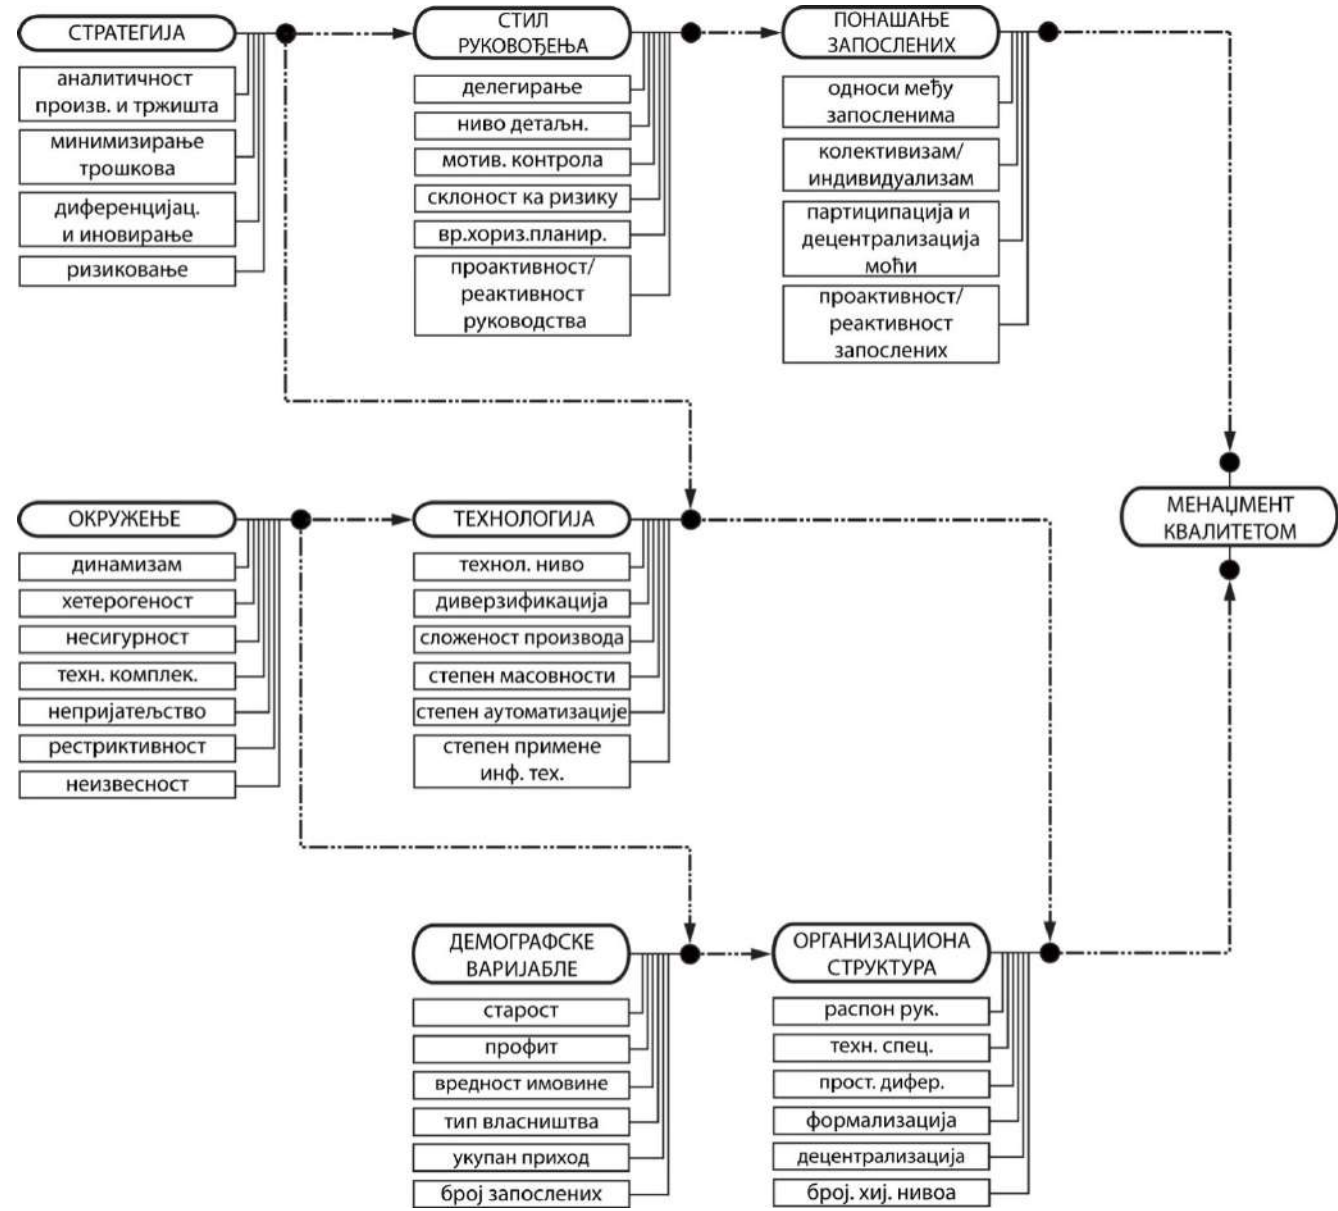 СТРАТЕГИЈА
аналитичност
произв. и тржишта
минимизирање
трошкова
диференцијац.
и иновирање
ризиковање
СТИЛ
РУКОВОЂЕЊА
делегирање
ниво детаљн.
мотив. контрола
склоност ка ризику
вр.хориз.планир.
проактивност/
реактивност
руководства
ПОНАШАЊЕ
ЗАПОСЛЕНИХ
односи међу
запосленима
колективизам/
индивидуализам
партиципација и
децентрализација
моћи
проактивност/
реактивност
запослених
ОКРУЖЕЊЕ
динамизам
хетерогеност
несигурност
техн. комплек.
непријатељство
рестриктивност
неизвесност
ТЕХНОЛОГИЈА
технол. ниво
диверзификација
сложеност производа
степен масовности
степен аутоматизације
степен примене
инф. тех.
МЕНАЏМЕНТ
КВАЛИТЕТОМ
ДЕМОГРАФСКЕ
ВАРИЈАБЛЕ
старост
профит
вредност имовине
тип власништва
укупан приход
број запослених
ОРГАНИЗАЦИОНА
СТРУКТУРА
распон рук.
техн. спец.
прост. дифер.
формализација
децентрализација
број. хиј. нивоа